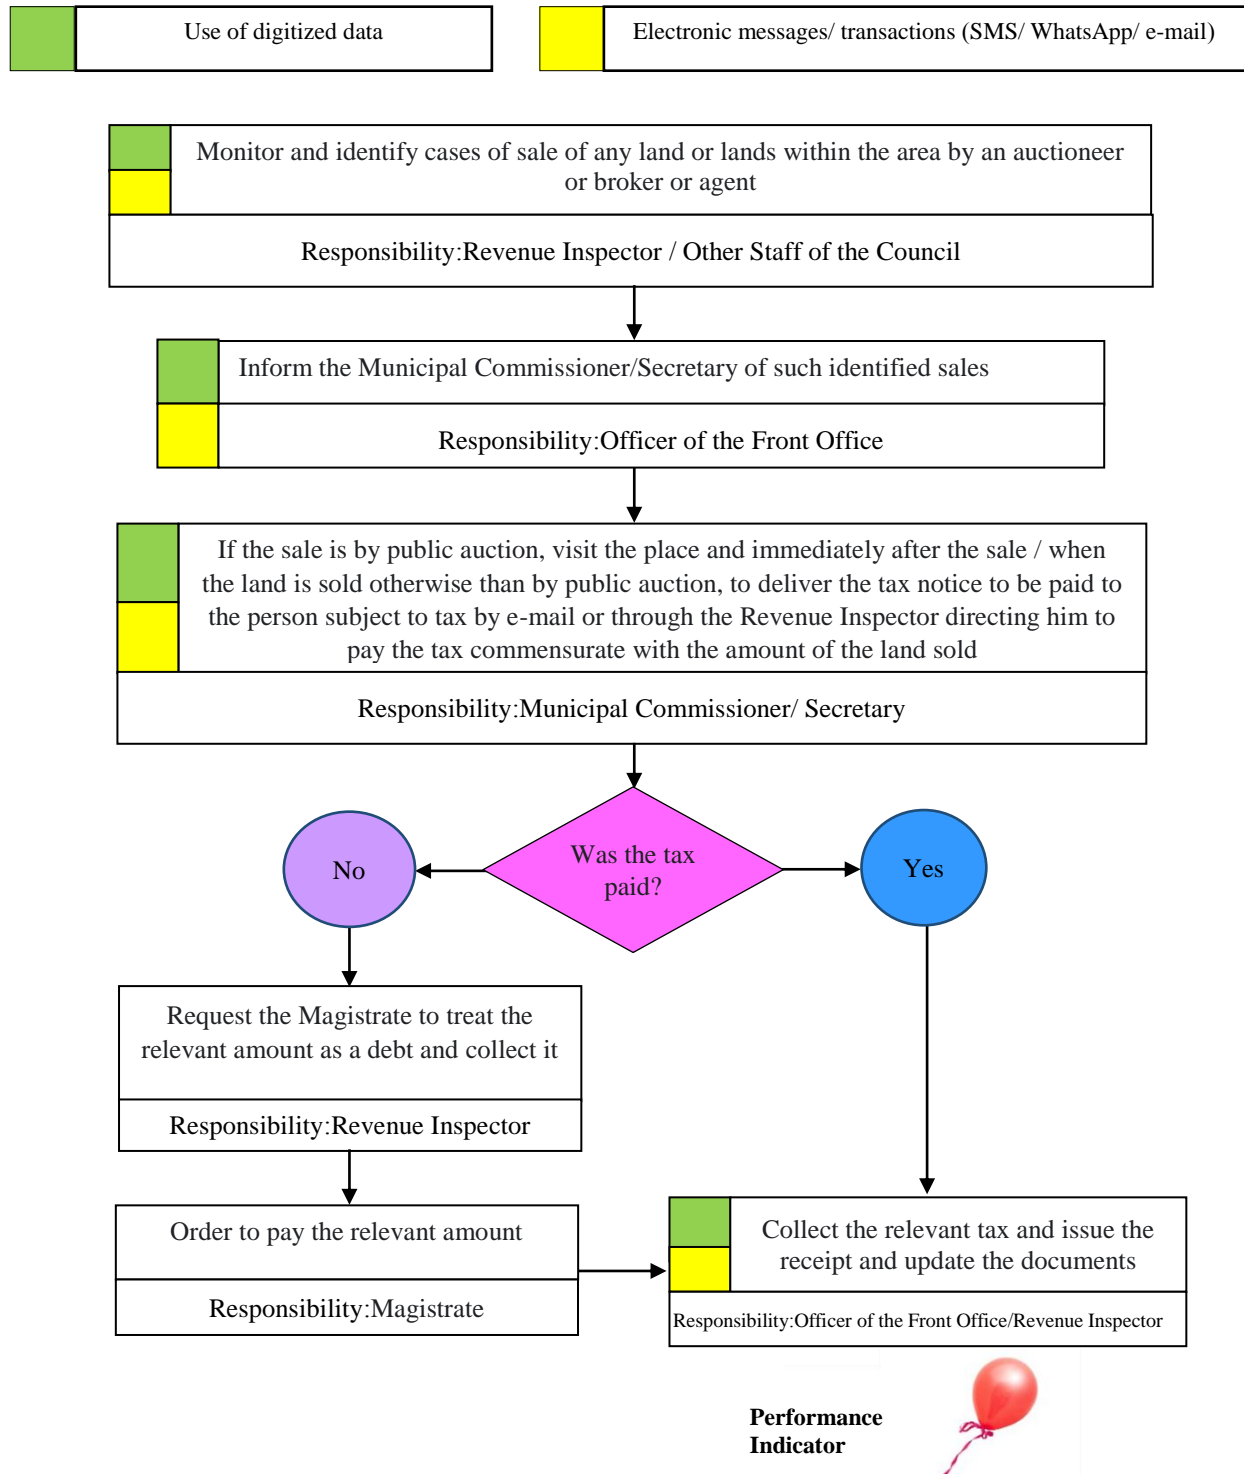 Use of digitized data
Electronic messages/ transactions (SMS/ WhatsApp/ e-mail)
Monitor and identify cases of sale of any land or lands within the area by an auctioneer
or broker or agent
Responsibility:Revenue Inspector / Other Staff of the Council
Inform the Municipal Commissioner/Secretary of such identified sales
Responsibility:Officer of the Front Office
If the sale is by public auction, visit the place and immediately after the sale / when
the land is sold otherwise than by public auction, to deliver the tax notice to be paid to
the person subject to tax by e-mail or through the Revenue Inspector directing him to
pay the tax commensurate with the amount of the land sold
Responsibility:Municipal Commissioner/ Secretary
Was the tax
paid?
No
Yes
Request the Magistrate to treat the
relevant amount as a debt and collect it
Responsibility:Revenue Inspector
Order to pay the relevant amount
Responsibility:Magistrate
Collect the relevant tax and issue the
receipt and update the documents
Responsibility:Officer of the Front Office/Revenue Inspector
Performance
Indicator